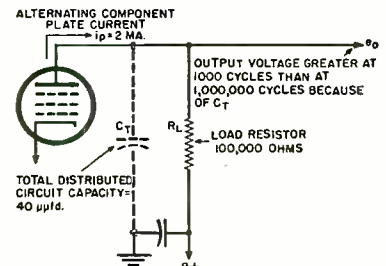 ALTERNATING COMPONENT
PLATE CURRENT
ip=2 MA.
eo
OUTPUT VOLTAGE GREATER AT
1000 CYCLES THAN AT
1,000,000 CYCLES BECAUSE
OF CT
CT
RL
LOAD RESISTOR
100,000 OHMS
TOTAL DISTRIBUTED
CIRCUIT CAPACITY=
40 µµfd.